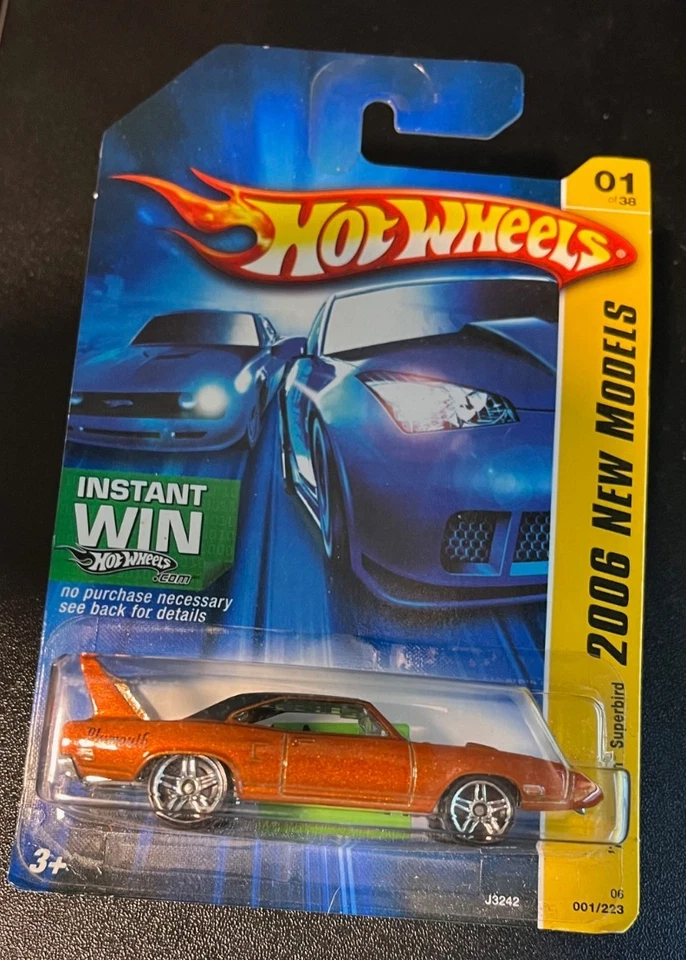 01
of 38
HOT WHEELS
2006 NEW MODELS
Superbird
INSTANT
WIN
HOT WHEELS
.com
no purchase necessary
see back for details
Plymouth
3+
J3242
06
001/223